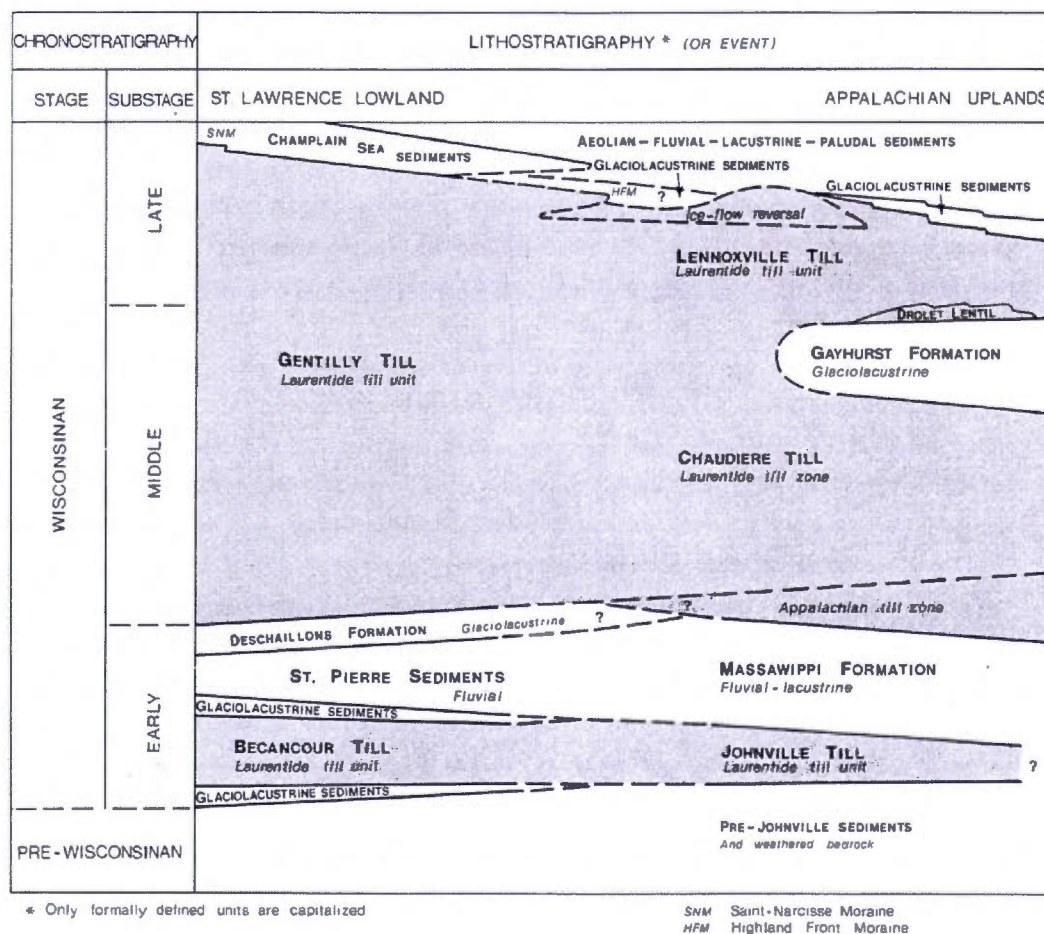 CHRONOSTRATIGRAPHY
LITHOSTRATIGRAPHY * (OR EVENT)
STAGE
SUBSTAGE
ST. LAWRENCE LOWLAND
APPALACHIAN UPLANDS
SNM
CHAMPLAIN
SEA
SEDIMENTS
AEOLIAN-FLUVIAL-LACUSTRINE-PALUDAL SEDIMENTS
GLACIOLACUSTRINE SEDIMENTS
HFM
?
GLACIOLACUSTRINE SEDIMENTS
Ice-flow reversal
LATE
LENNOXVILLE TILL
Laurentide till unit
DROLET LENTIL
GENTILLY TILL
Laurentide till unit
GAYHURST FORMATION
Glaciolacustrine
WISCONSINAN
MIDDLE
CHAUDIERE TILL
Laurentide till zone
?
Appalachian till zone
DESCHAILLONS FORMATION
Glaciolacustrine
?
EARLY
ST. PIERRE SEDIMENTS
Fluvial
MASSAWIPPI FORMATION
Fluvial-lacustrine
GLACIOLACUSTRINE SEDIMENTS
BECANCOUR TILL
Laurentide till unit
JOHNVILLE TILL
Laurentide till unit
?
GLACIOLACUSTRINE SEDIMENTS
PRE-WISCONSINAN
PRE-JOHNVILLE SEDIMENTS
And weathered bedrock
* Only formally defined units are capitalized
SNM Saint-Narcisse Moraine
HFM Highland Front Moraine